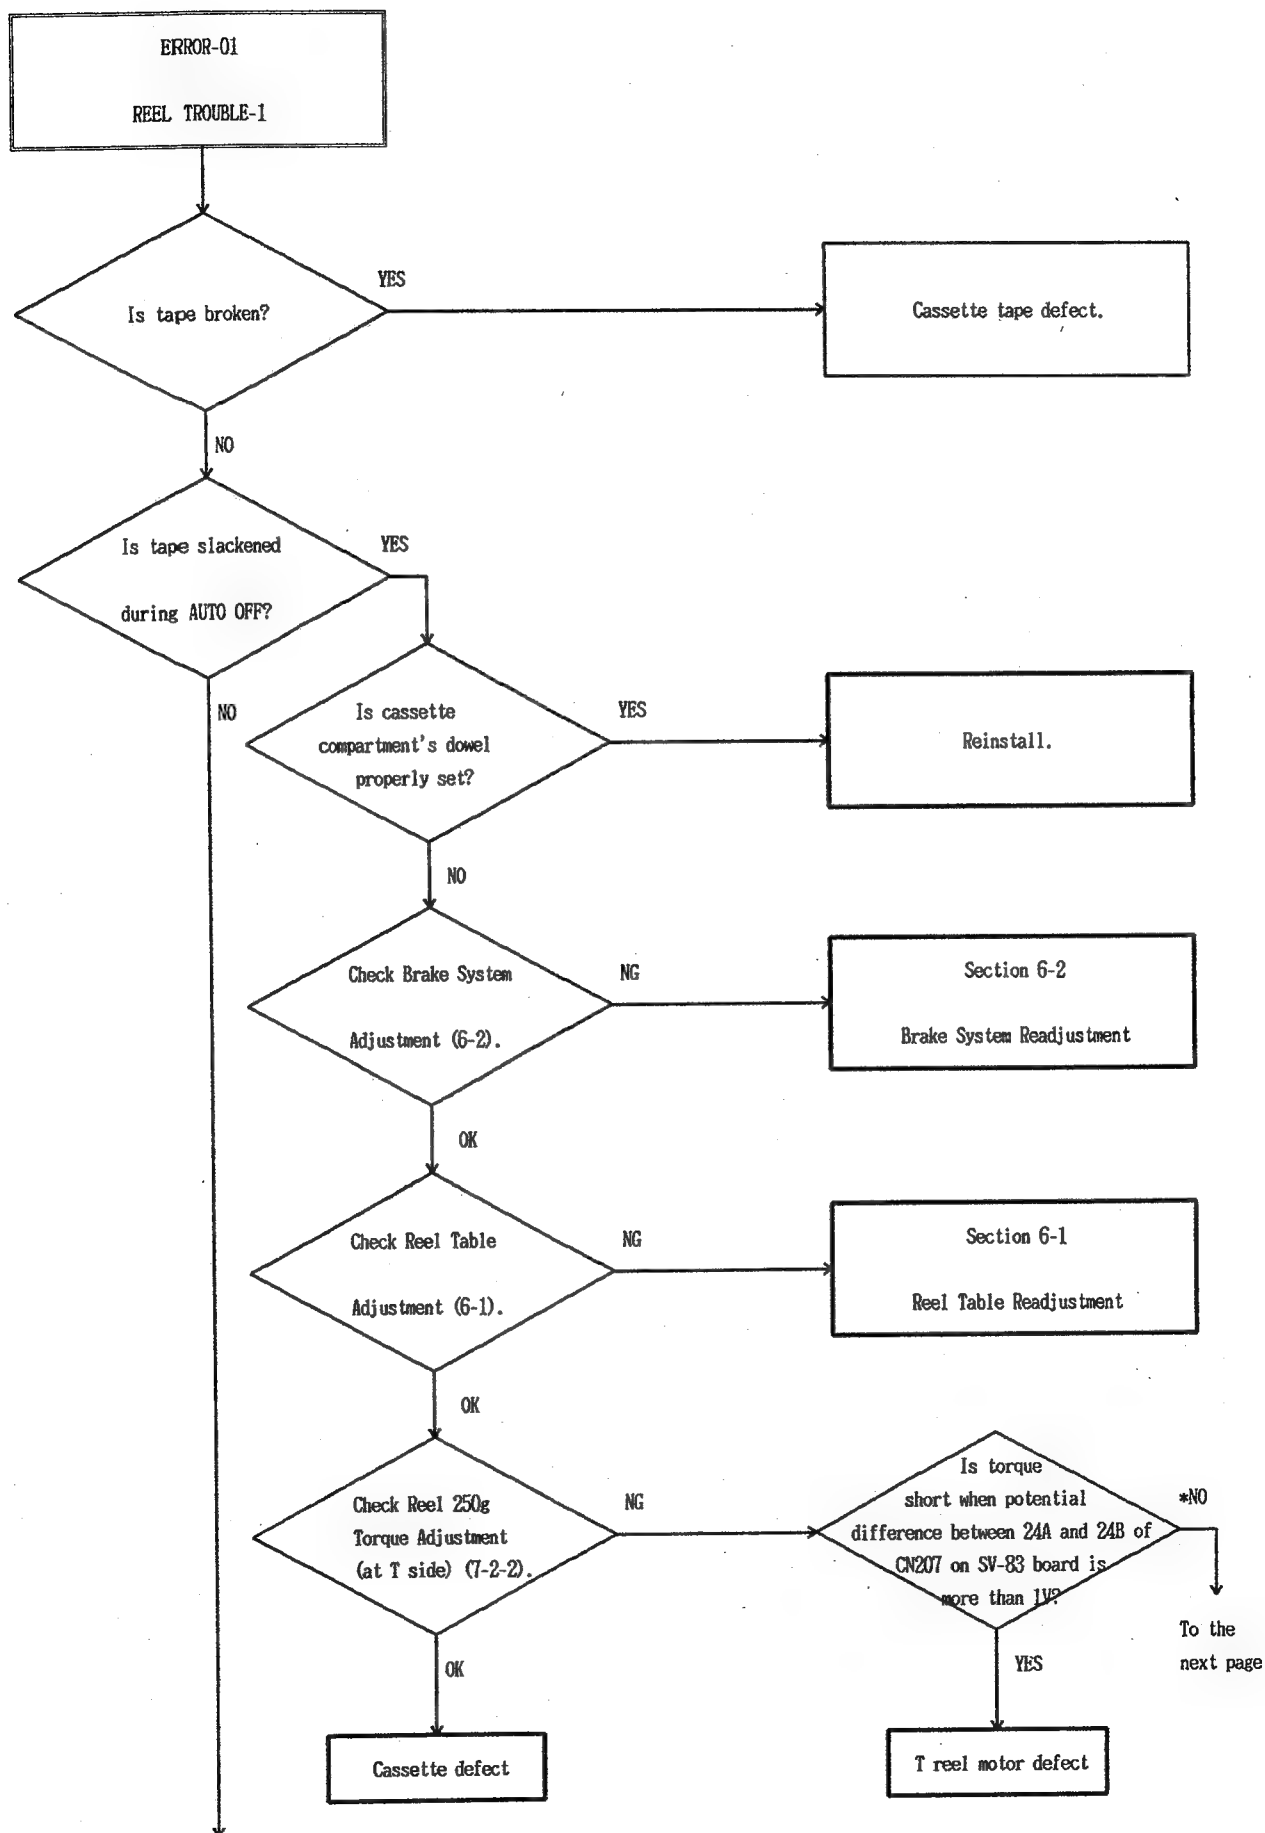 ERROR-01
REEL TROUBLE-1
Is tape broken?
YES
Cassette tape defect.
NO
Is tape slackened
during AUTO OFF?
YES
NO
Is cassette
compartment's dowel
properly set?
YES
Reinstall.
NO
Check Brake System
Adjustment (6-2).
NG
Section 6-2
Brake System Readjustment
OK
Check Reel Table
Adjustment (6-1).
NG
Section 6-1
Reel Table Readjustment
OK
Check Reel 250g
Torque Adjustment
(at T side) (7-2-2).
NG
Is torque
short when potential
difference between 24A and 24B of
CN207 on SV-83 board is
more than 1V?
*NO
To the
next page
OK
YES
Cassette defect
T reel motor defect